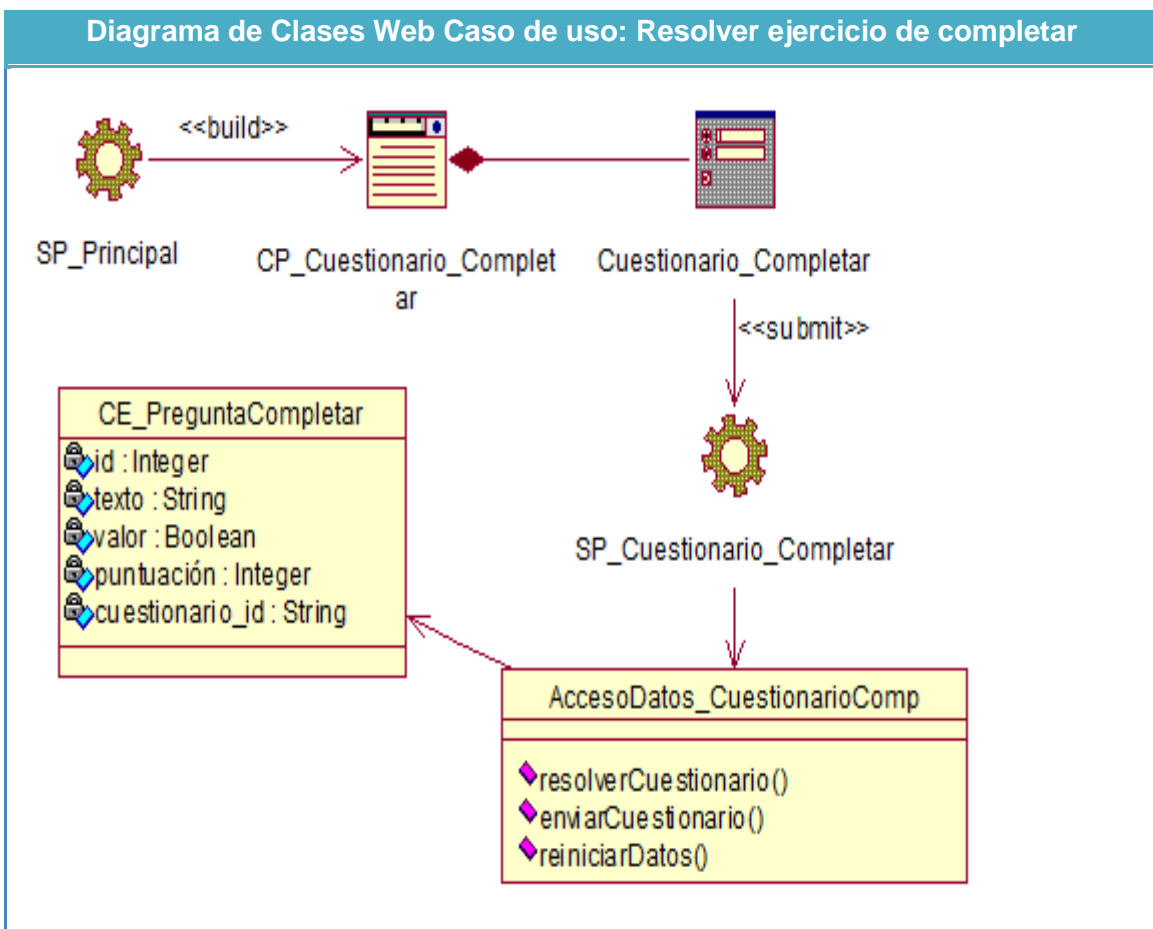 Diagrama de Clases Web Caso de uso: Resolver ejercicio de completar
<<build>>
SP_Principal
CP_Cuestionario_Complet
ar
Cuestionario_Completar
<<submit>>
SP_Cuestionario_Completar
CE_PreguntaCompletar
id : Integer
texto : String
valor : Boolean
puntuación : Integer
cuestionario_id : String
AccesoDatos_CuestionarioComp
resolverCuestionario()
enviarCuestionario()
reiniciarDatos()